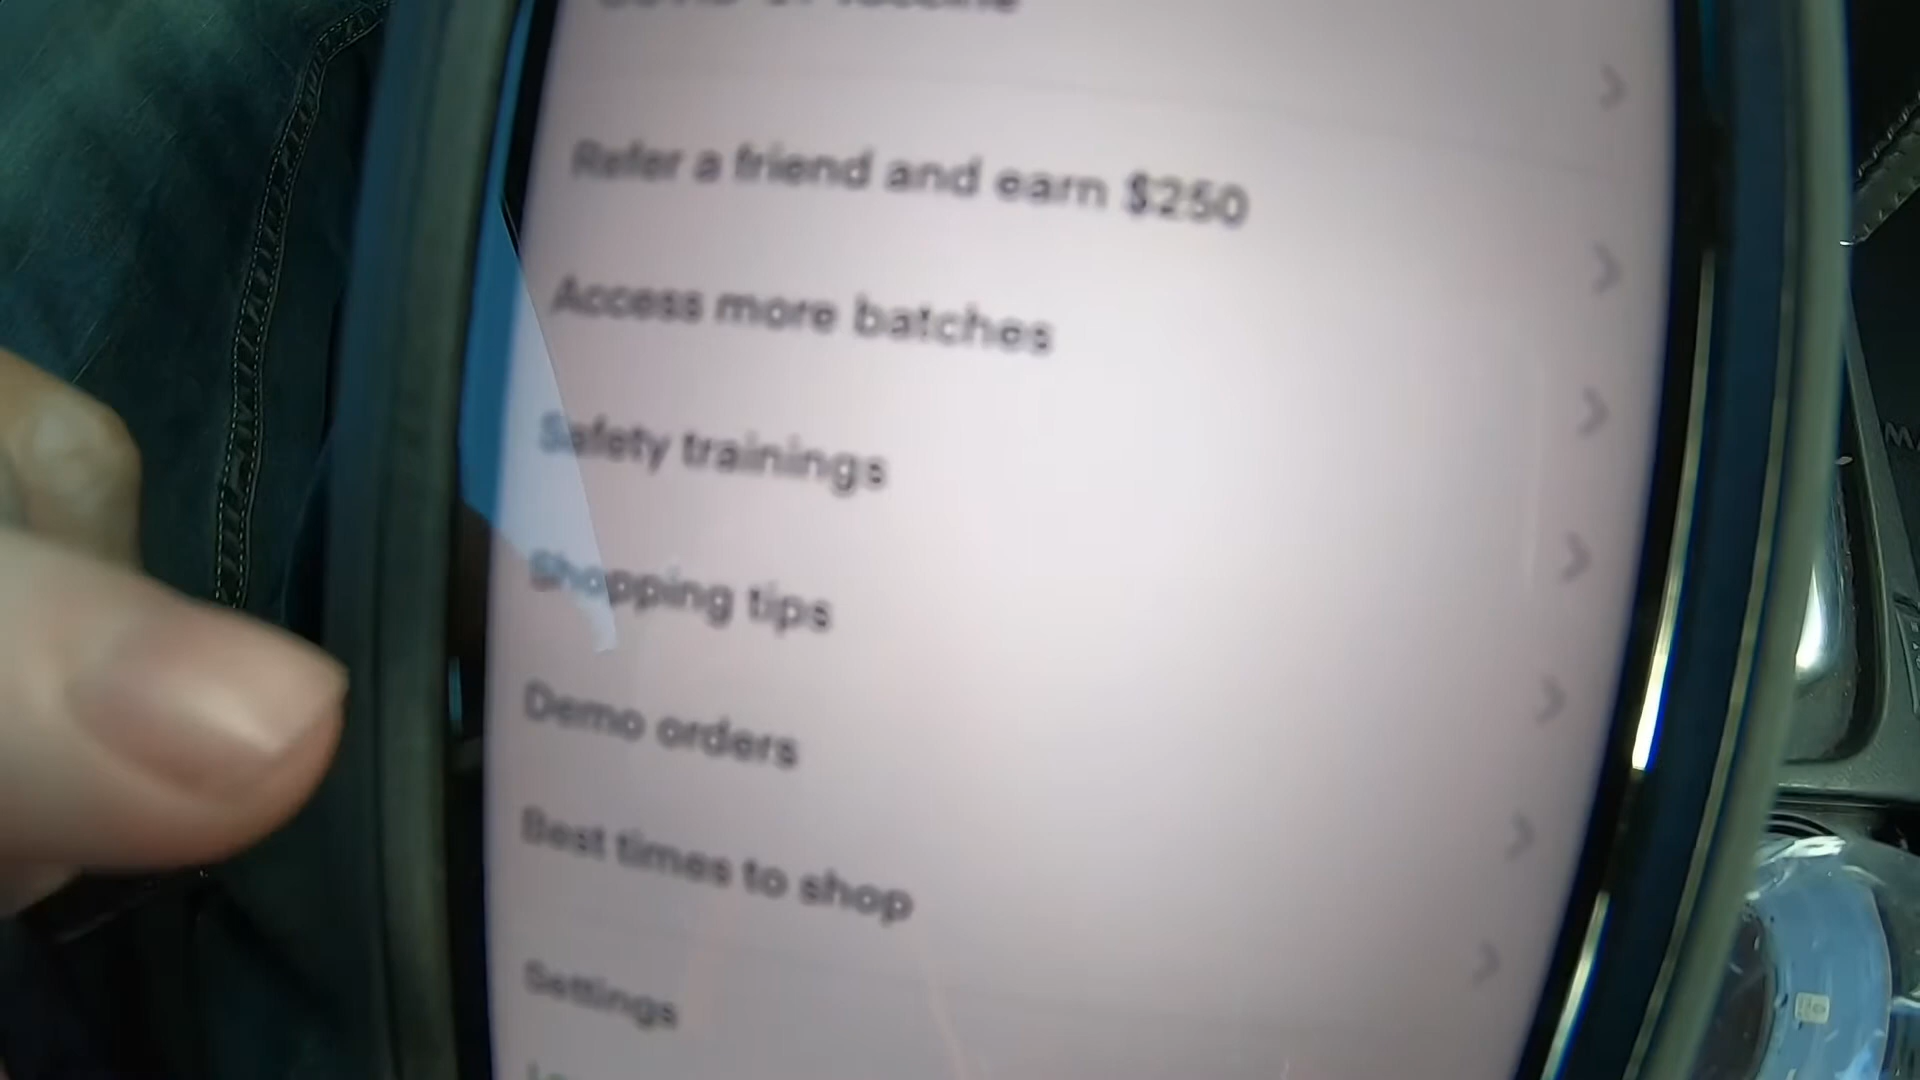 Refer a friend and earn $250
Access more batches
Safety trainings
Shopping tips
Demo orders
Best times to shop
Settings